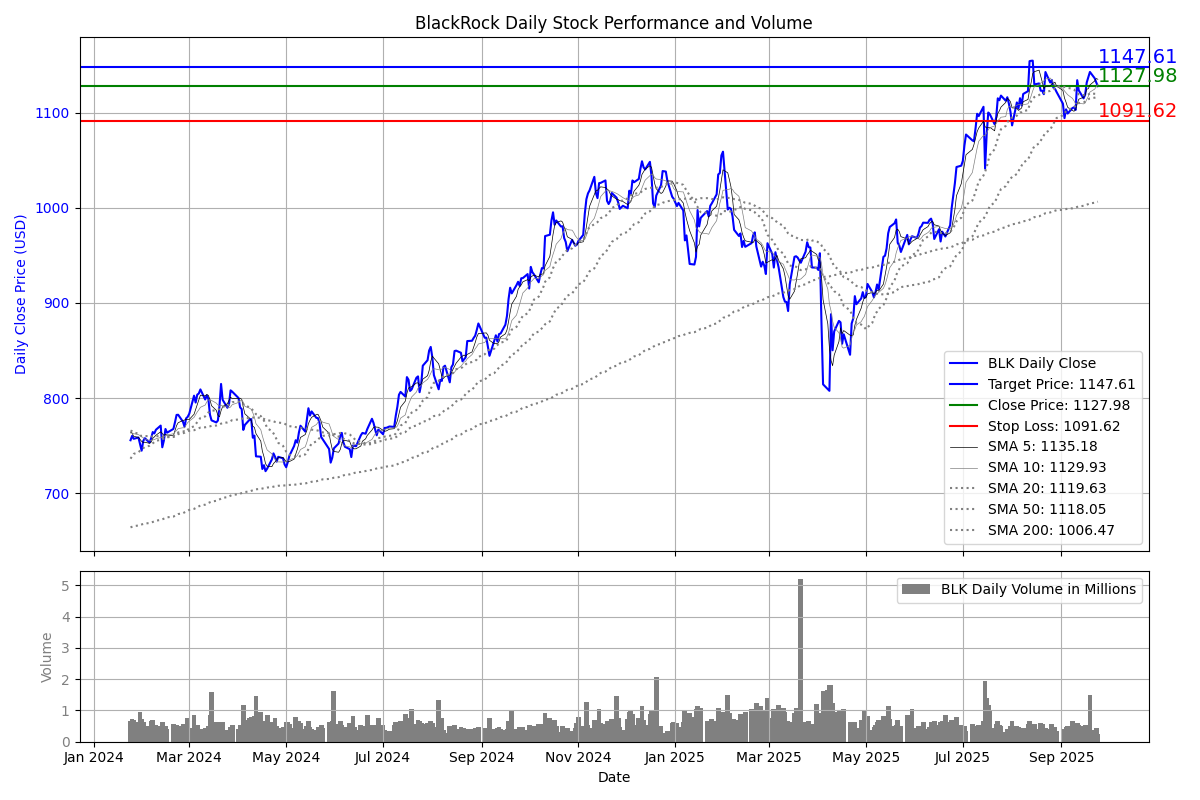 BlackRock Daily Stock Performance and Volume
1147.61
1127.98
1091.62
1100
1000
900
800
700
Daily Close Price (USD)
BLK Daily Close
Target Price: 1147.61
Close Price: 1127.98
Stop Loss: 1091.62
SMA 5: 1135.18
SMA 10: 1129.93
SMA 20: 1119.63
SMA 50: 1118.05
SMA 200: 1006.47
BLK Daily Volume in Millions
5
4
3
2
1
0
Volume
Jan 2024 Mar 2024 May 2024 Jul 2024 Sep 2024 Nov 2024 Jan 2025 Mar 2025 May 2025 Jul 2025 Sep 2025
Date